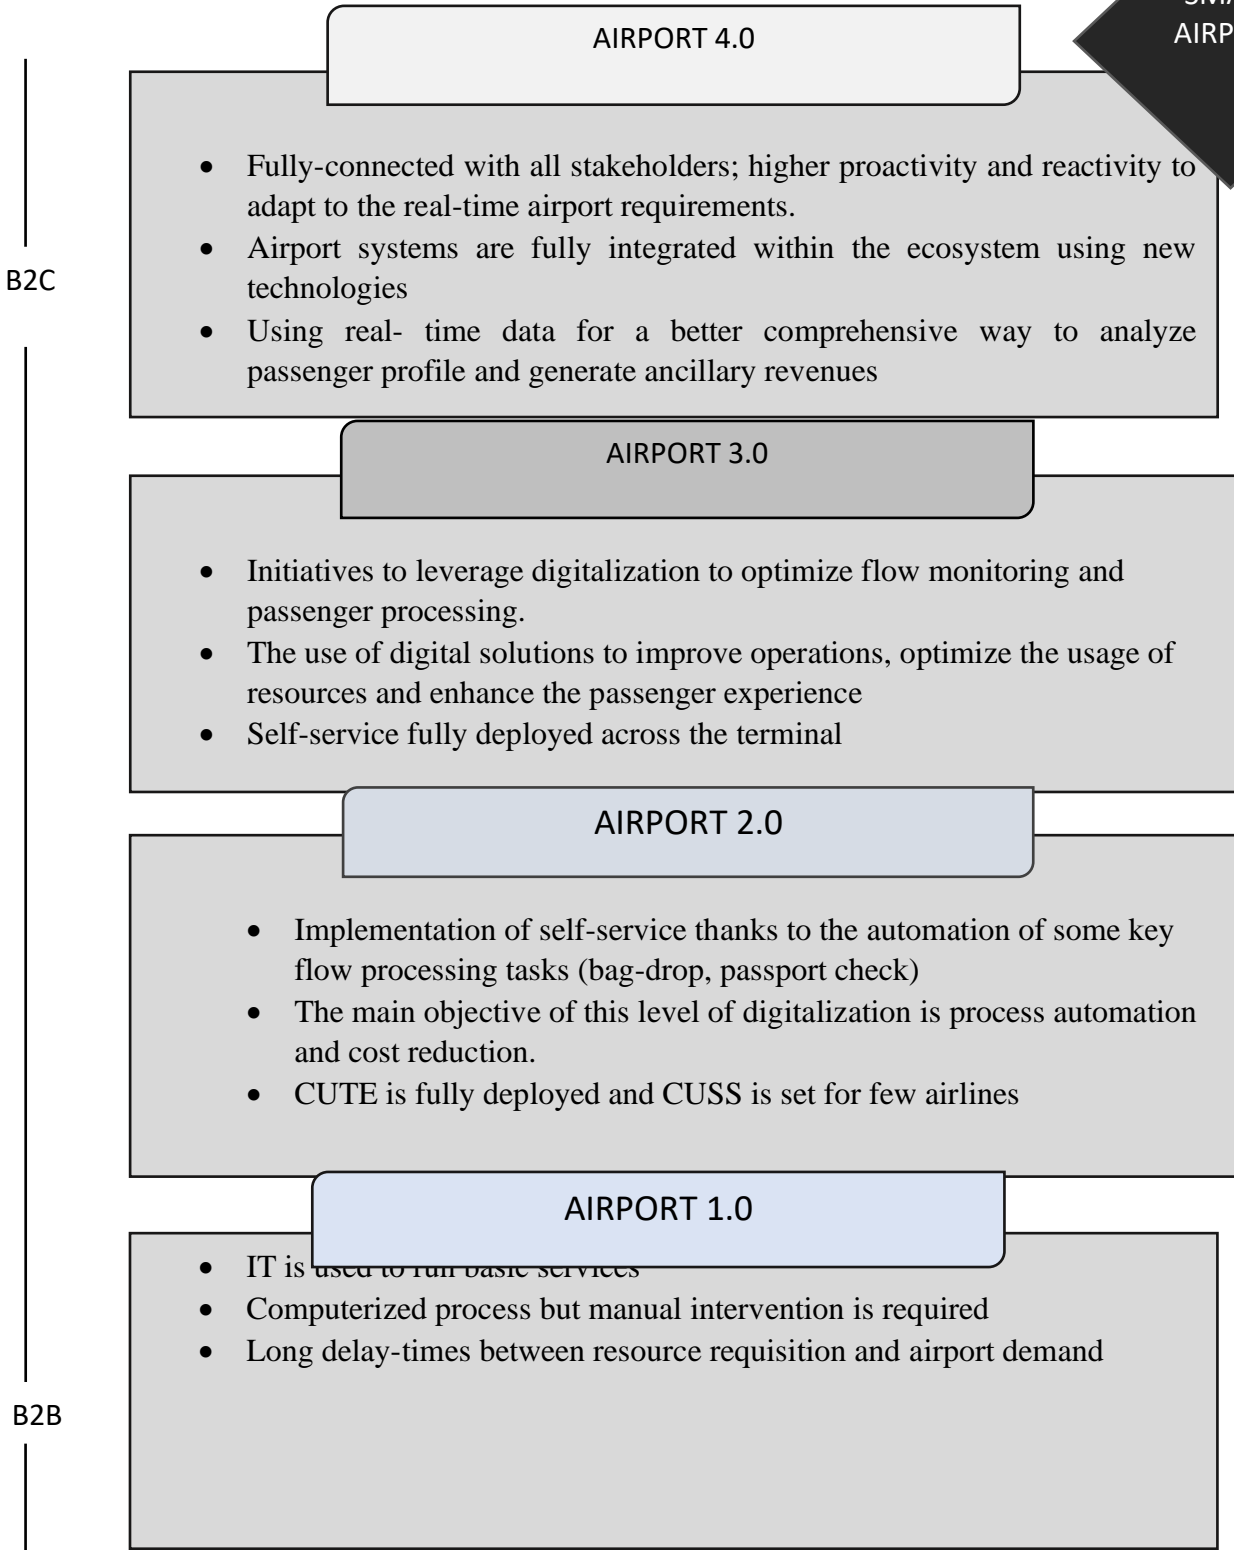 AIRPORT 4.0
AIRP
• Fully-connected with all stakeholders; higher proactivity and reactivity to
adapt to the real-time airport requirements.
• Airport systems are fully integrated within the ecosystem using new
technologies
• Using real- time data for a better comprehensive way to analyze
passenger profile and generate ancillary revenues
B2C
AIRPORT 3.0
• Initiatives to leverage digitalization to optimize flow monitoring and
passenger processing.
• The use of digital solutions to improve operations, optimize the usage of
resources and enhance the passenger experience
• Self-service fully deployed across the terminal
AIRPORT 2.0
• Implementation of self-service thanks to the automation of some key
flow processing tasks (bag-drop, passport check)
• The main objective of this level of digitalization is process automation
and cost reduction.
• CUTE is fully deployed and CUSS is set for few airlines
AIRPORT 1.0
• IT is used to run basic services
• Computerized process but manual intervention is required
• Long delay-times between resource requisition and airport demand
B2B